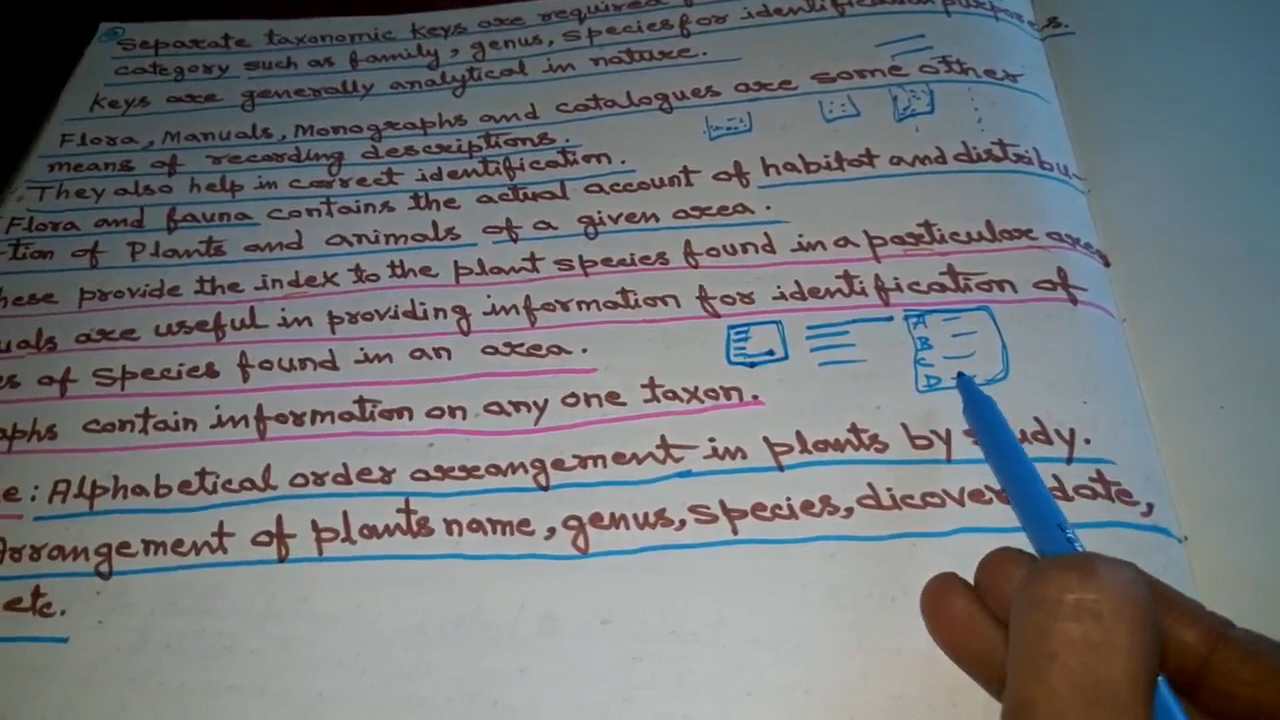 Separate taxonomic keys are required
category such as family, genus, species for identification purposes.
Keys are generally analytical in nature.
Flora, Manuals, Monographs and catalogues are some other
means of recording descriptions.
They also help in correct identification.
Flora and fauna contains the actual account of habitat and distribu-
-tion of Plants and animals of a given area.
hese provide the index to the plant species found in a particular area
uals are useful in providing information for identification of
es of species found in an area.
aphs contain information on any one taxon.
e: Alphabetical order arrangement in plants by study.
Arrangement of plants name, genus, species, dicover date,
etc.
A
B
C
D